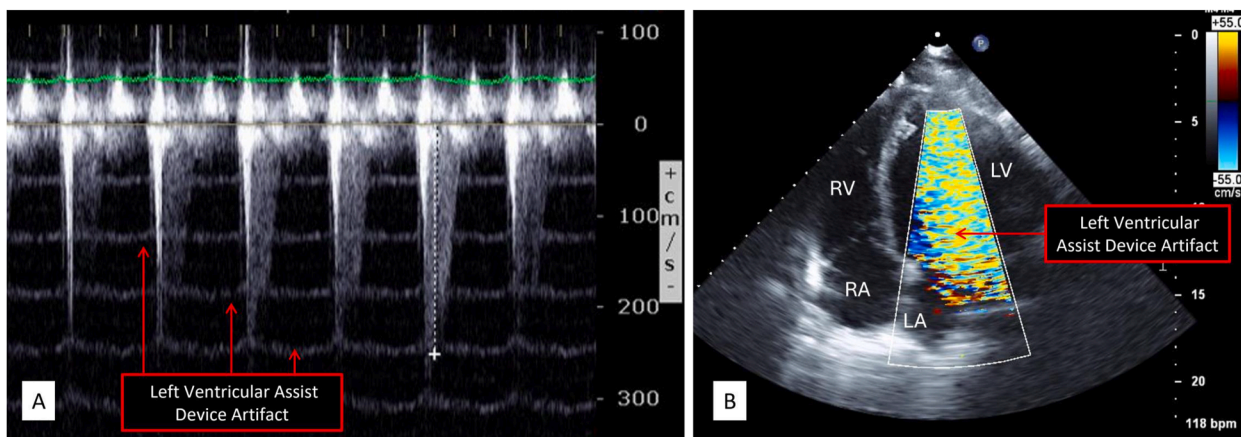 100
0
100
200
300
+
c
m
/
s
-
Left Ventricular Assist
Device Artifact
A
+55.0
-55.0
cm/s
P
0
5
15
20
RV
LV
RA
LA
Left Ventricular
Assist Device Artifact
B
118 bpm